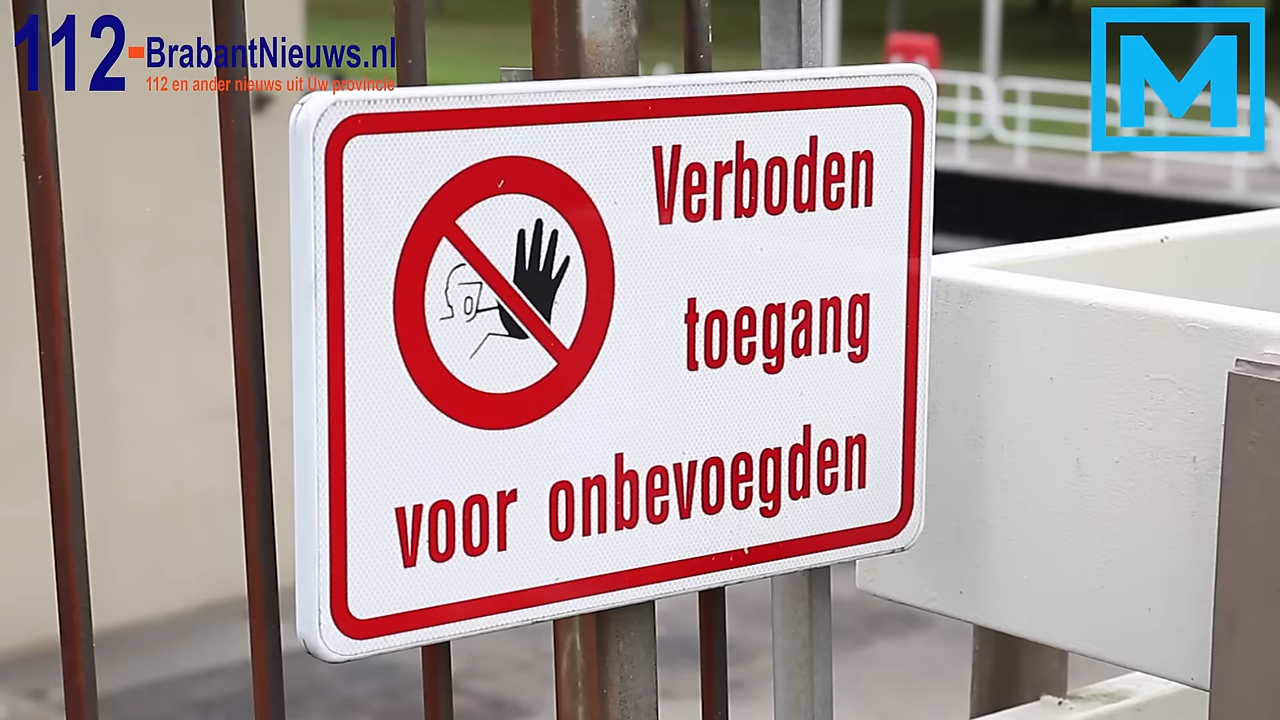 112-BrabantNieuws.nl
112 en ander nieuws uit Uw provincie
M
Verboden
toegang
voor onbevoegden